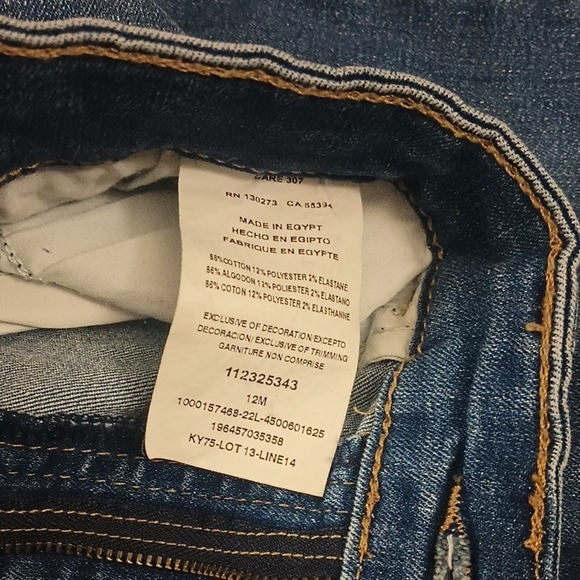 CARE 307
RN 130273 CA 55394
MADE IN EGYPT
HECHO EN EGIPTO
FABRIQUE EN EGYPTE
86%COTTON 12% POLYESTER 2% ELASTANE
86% ALGODON 12% POLIESTER 2% ELASTANO
86% COTON 12% POLYESTER 2% ELASTHANNE
EXCLUSIVE OF DECORATION/EXCEPTO
DECORACION/ EXCLUSIVE OF TRIMMING
GARNITURE NON COMPRISE
112325343
12M
1000157468-22L-4500601625
196457035358
KY75-LOT 13-LINE14